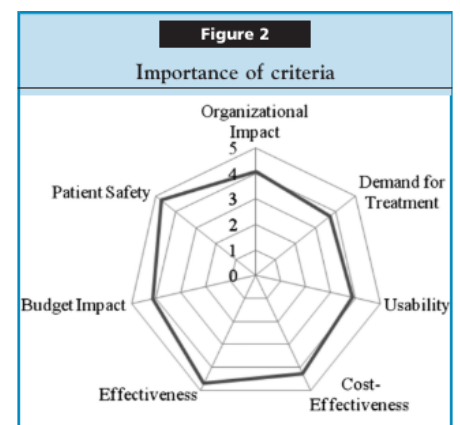 Figure 2
Importance of criteria
Organizational
Impact
5
4
3
2
1
0
Patient Safety
Demand for
Treatment
Budget Impact
Usability
Effectiveness
Cost-
Effectiveness